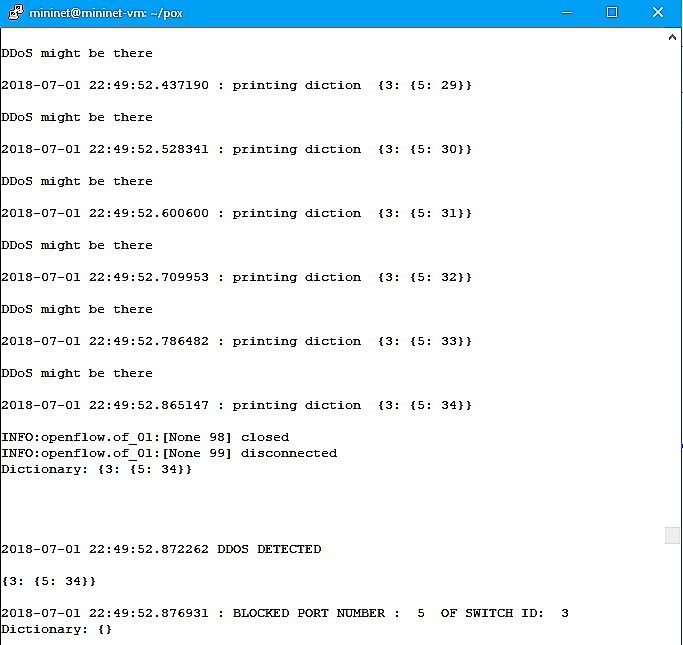 mininet@mininet-vm: ~/pox
DDoS might be there
2018-07-01 22:49:52.437190 : printing diction  {3: {5: 29}}
DDoS might be there
2018-07-01 22:49:52.528341 : printing diction  {3: {5: 30}}
DDoS might be there
2018-07-01 22:49:52.600600 : printing diction  {3: {5: 31}}
DDoS might be there
2018-07-01 22:49:52.709953 : printing diction  {3: {5: 32}}
DDoS might be there
2018-07-01 22:49:52.786482 : printing diction  {3: {5: 33}}
DDoS might be there
2018-07-01 22:49:52.865147 : printing diction  {3: {5: 34}}
INFO:openflow.of_01:[None 98] closed
INFO:openflow.of_01:[None 99] disconnected
Dictionary: {3: {5: 34}}
2018-07-01 22:49:52.872262 DDOS DETECTED
{3: {5: 34}}
2018-07-01 22:49:52.876931 : BLOCKED PORT NUMBER :  5  OF SWITCH ID:  3
Dictionary: {}